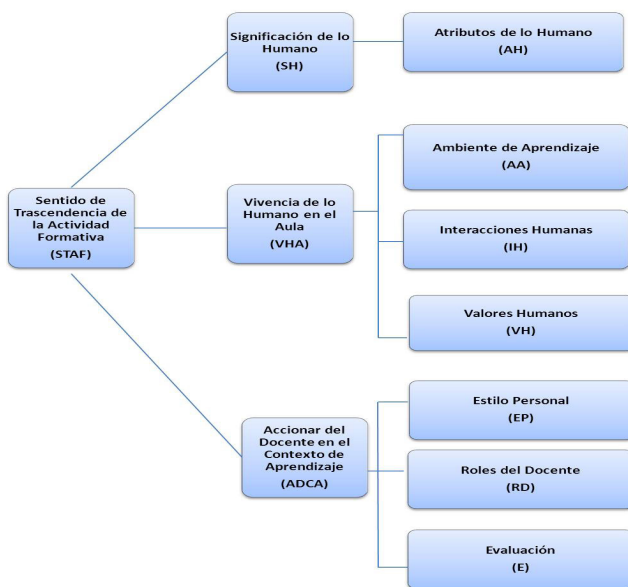 Significación de lo
Humano
(SH)
Atributos de lo Humano
(AH)
Sentido de
Trascendencia de
la Actividad
Formativa
(STAF)
Vivencia de lo
Humano en el
Aula
(VHA)
Ambiente de Aprendizaje
(AA)
Interacciones Humanas
(IH)
Valores Humanos
(VH)
Accionar del
Docente en el
Contexto de
Aprendizaje
(ADCA)
Estilo Personal
(EP)
Roles del Docente
(RD)
Evaluación
(E)